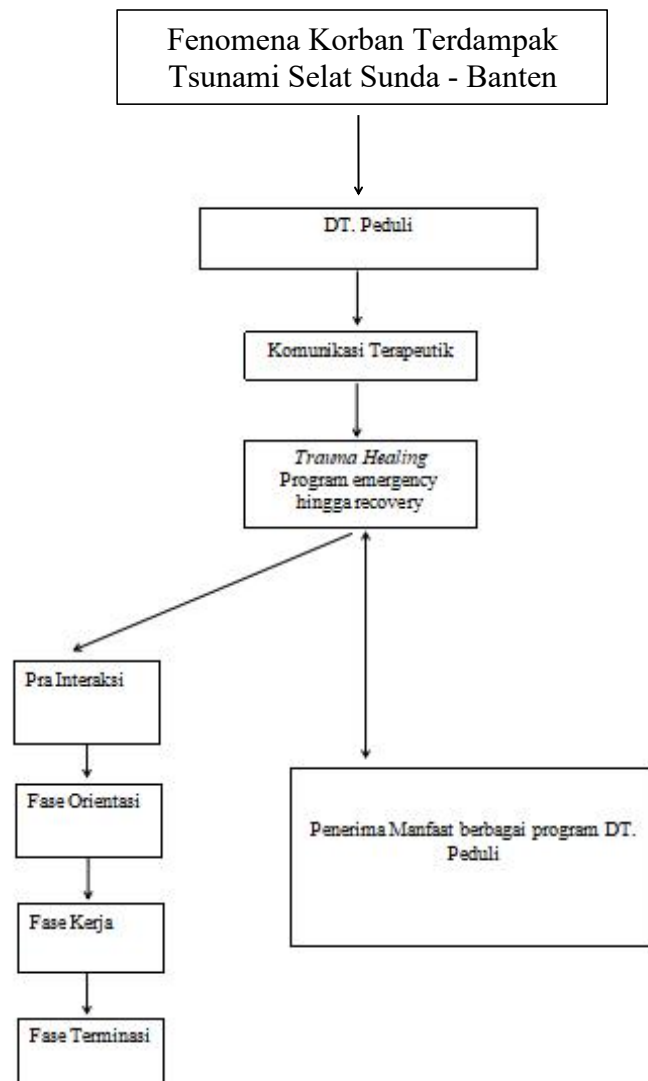 Fenomena Korban Terdampak
Tsunami Selat Sunda - Banten
DT. Peduli
Komunikasi Terapeutik
Trauma Healing
Program emergency
hingga recovery
Pra Interaksi
Fase Orientasi
Penerima Manfaat berbagai program DT.
Peduli
Fase Kerja
Fase Terminasi